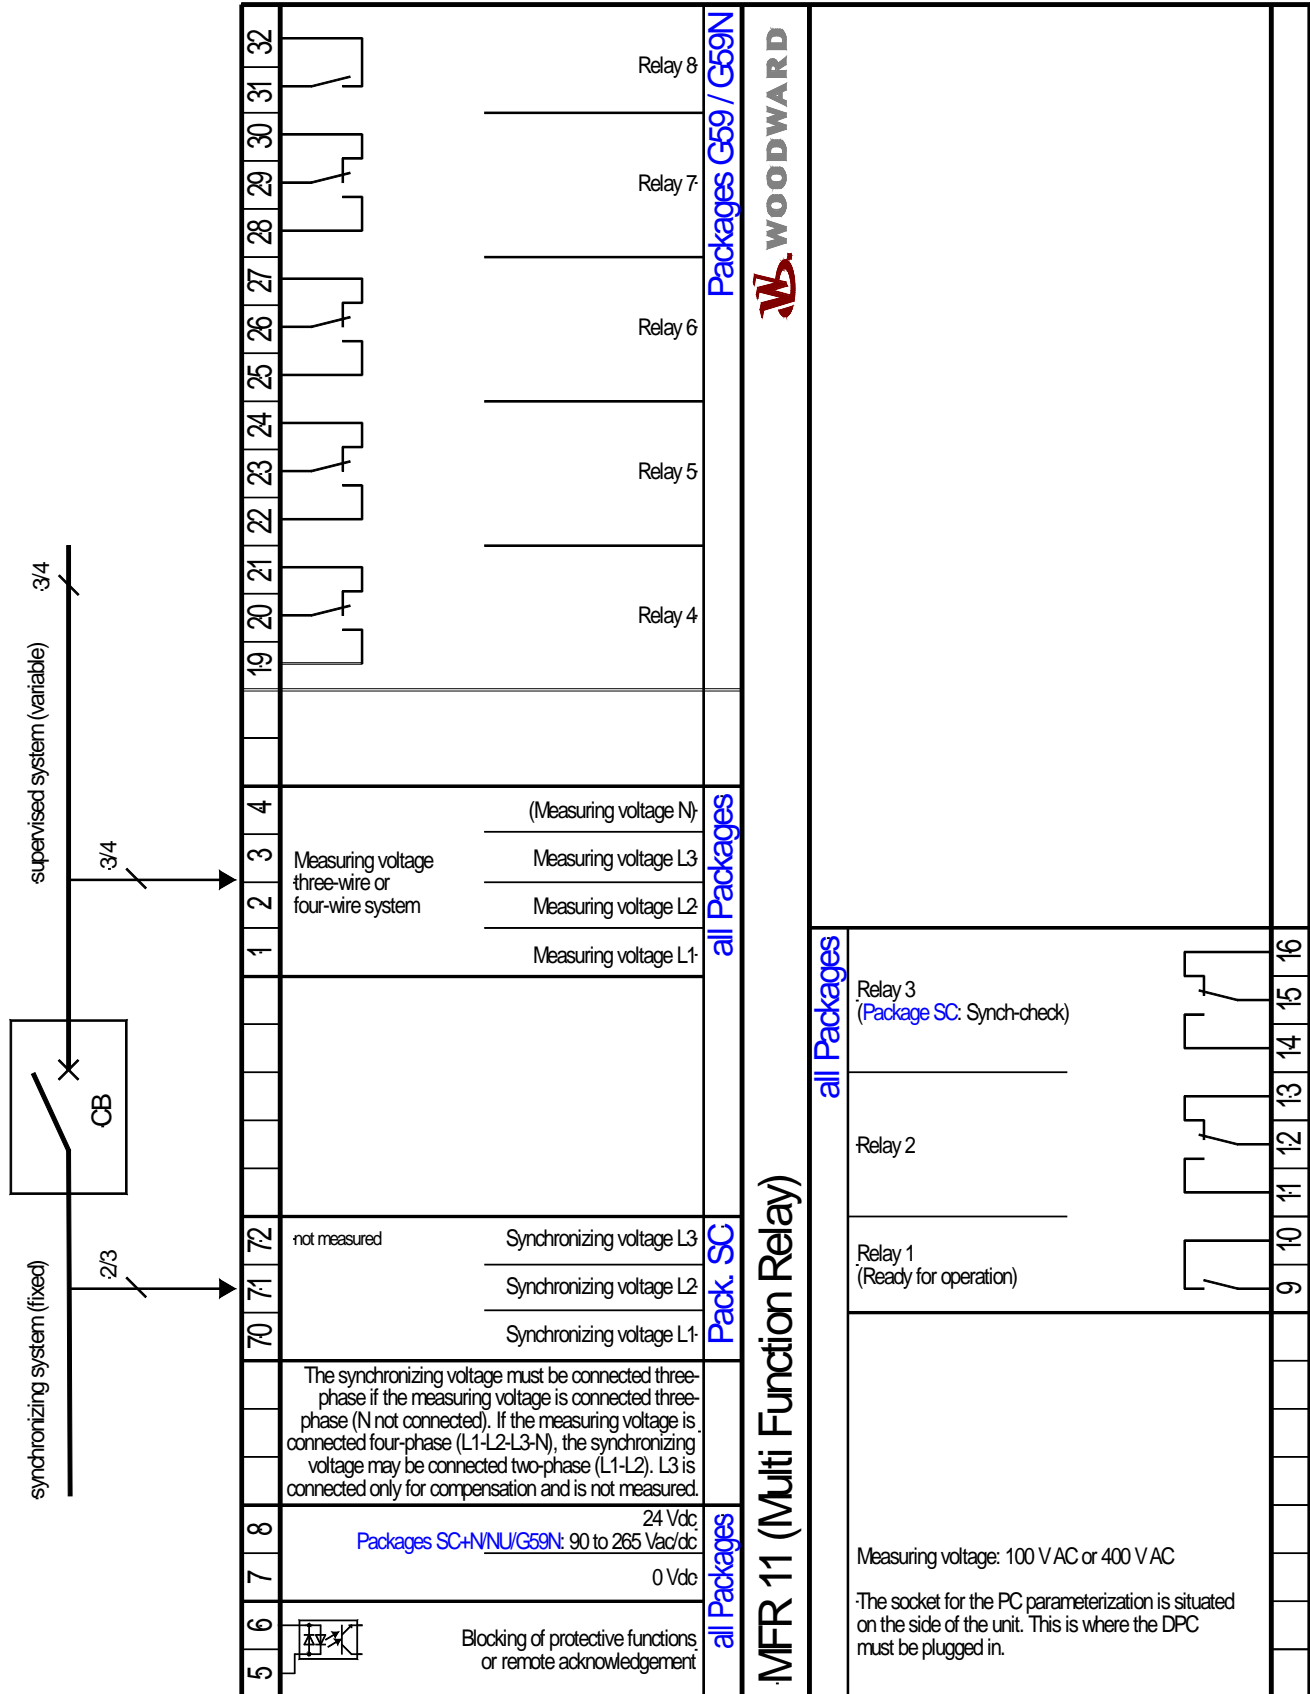 32
31
30
29
28
27
26
25
24
23
22
21
20
19
4
3
2
1
72
71
70
8
7
6
5
Relay 8
Relay 7
Relay 6
Relay 5
Relay 4
Packages G59 / G59N
WOODWARD
3/4
supervised system (variable)
3/4
CB
2/3
synchronizing system (fixed)
Measuring voltage
three-wire or
four-wire system
(Measuring voltage N)
Measuring voltage L3
Measuring voltage L2
Measuring voltage L1
all Packages
not measured
Synchronizing voltage L3
Synchronizing voltage L2
Synchronizing voltage L1
Pack. SC
The synchronizing voltage must be connected three-
phase if the measuring voltage is connected three-
phase (N not connected). If the measuring voltage is
connected four-phase (L1-L2-L3-N), the synchronizing
voltage may be connected two-phase (L1-L2). L3 is
connected only for compensation and is not measured.
24 Vdc
Packages SC+N/NU/G59N: 90 to 265 Vac/dc
0 Vdc
Blocking of protective functions
or remote acknowledgement
all Packages
MFR 11 (Multi Function Relay)
all Packages
Relay 3
(Package SC: Synch-check)
Relay 2
Relay 1
(Ready for operation)
16
15
14
13
12
11
10
9
Measuring voltage: 100 V AC or 400 V AC
The socket for the PC parameterization is situated
on the side of the unit. This is where the DPC
must be plugged in.